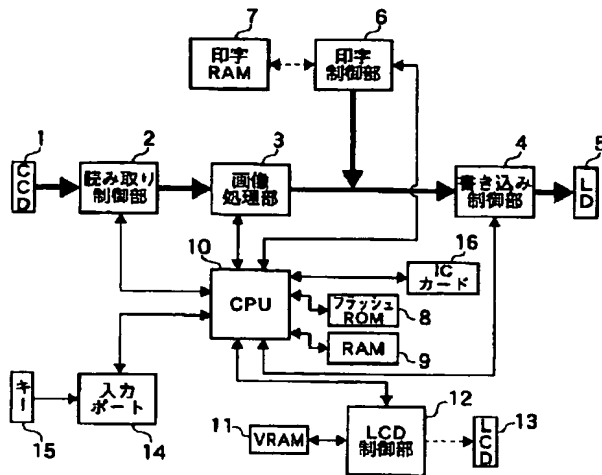 7
6
印字
RAM
印字
制御部
1
2
3
4
5
CCD
読み取り
制御部
画像
処理部
書き込み
制御部
LD
10
CPU
16
IC
カード
フラッシュ
ROM
8
RAM
9
キー
入力
ポート
15
14
11
VRAM
12
LCD
制御部
13
LCD